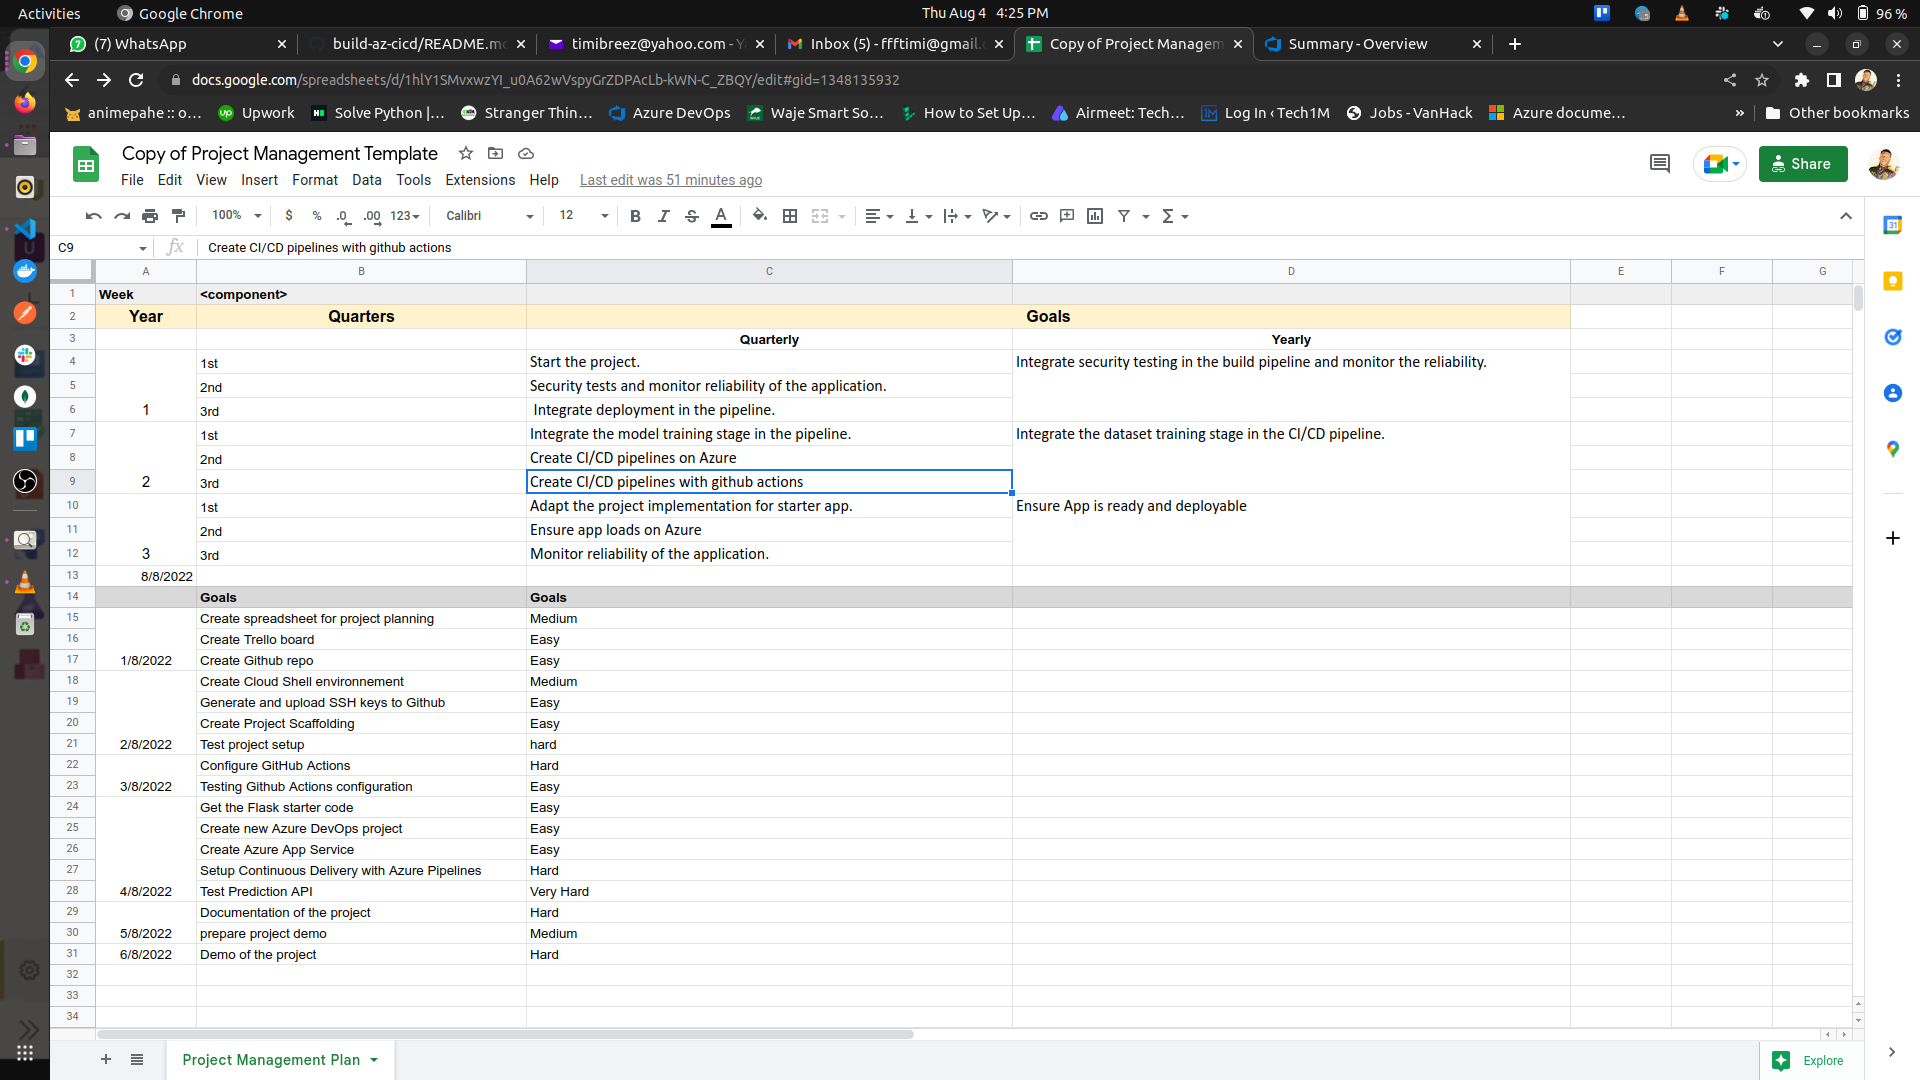 Activities Google Chrome Thu Aug 4 4:25 PM 96 %
(7) WhatsApp build-az-cicd/README.m timibreez@yahoo.com - Y Inbox (5) - ffftimi@gmail. Copy of Project Managem Summary - Overview
docs.google.com/spreadsheets/d/1hlY1SMvxwzYI_u0A62wVspyGrZDPAcLb-kWN-C_ZBQY/edit#gid=1348135932
animepahe :: o... Upwork Solve Python |... Stranger Thin... Azure DevOps Waje Smart So... How to Set Up... Airmeet: Tech... Log In ‹ Tech1M Jobs - VanHack Azure docume... » Other bookmarks
Copy of Project Management Template
Share
File Edit View Insert Format Data Tools Extensions Help Last edit was 51 minutes ago
100% $ % .0 .00 123 Calibri 12 B I S A
C9 fx Create CI/CD pipelines with github actions
A B C D E F G
1 Week <component>
2 Year Quarters Goals
3 Quarterly Yearly
4 1st Start the project. Integrate security testing in the build pipeline and monitor the reliability.
5 2nd Security tests and monitor reliability of the application.
6 1 3rd Integrate deployment in the pipeline.
7 1st Integrate the model training stage in the pipeline. Integrate the dataset training stage in the CI/CD pipeline.
8 2nd Create CI/CD pipelines on Azure
9 2 3rd Create CI/CD pipelines with github actions
10 1st Adapt the project implementation for starter app. Ensure App is ready and deployable
11 2nd Ensure app loads on Azure
12 3 3rd Monitor reliability of the application.
13 8/8/2022
14 Goals Goals
15 Create spreadsheet for project planning Medium
16 Create Trello board Easy
17 1/8/2022 Create Github repo Easy
18 Create Cloud Shell environnement Medium
19 Generate and upload SSH keys to Github Easy
20 Create Project Scaffolding Easy
21 2/8/2022 Test project setup hard
22 Configure GitHub Actions Hard
23 3/8/2022 Testing Github Actions configuration Easy
24 Get the Flask starter code Easy
25 Create new Azure DevOps project Easy
26 Create Azure App Service Easy
27 Setup Continuous Delivery with Azure Pipelines Hard
28 4/8/2022 Test Prediction API Very Hard
29 Documentation of the project Hard
30 5/8/2022 prepare project demo Medium
31 6/8/2022 Demo of the project Hard
32
33
34
Project Management Plan Explore